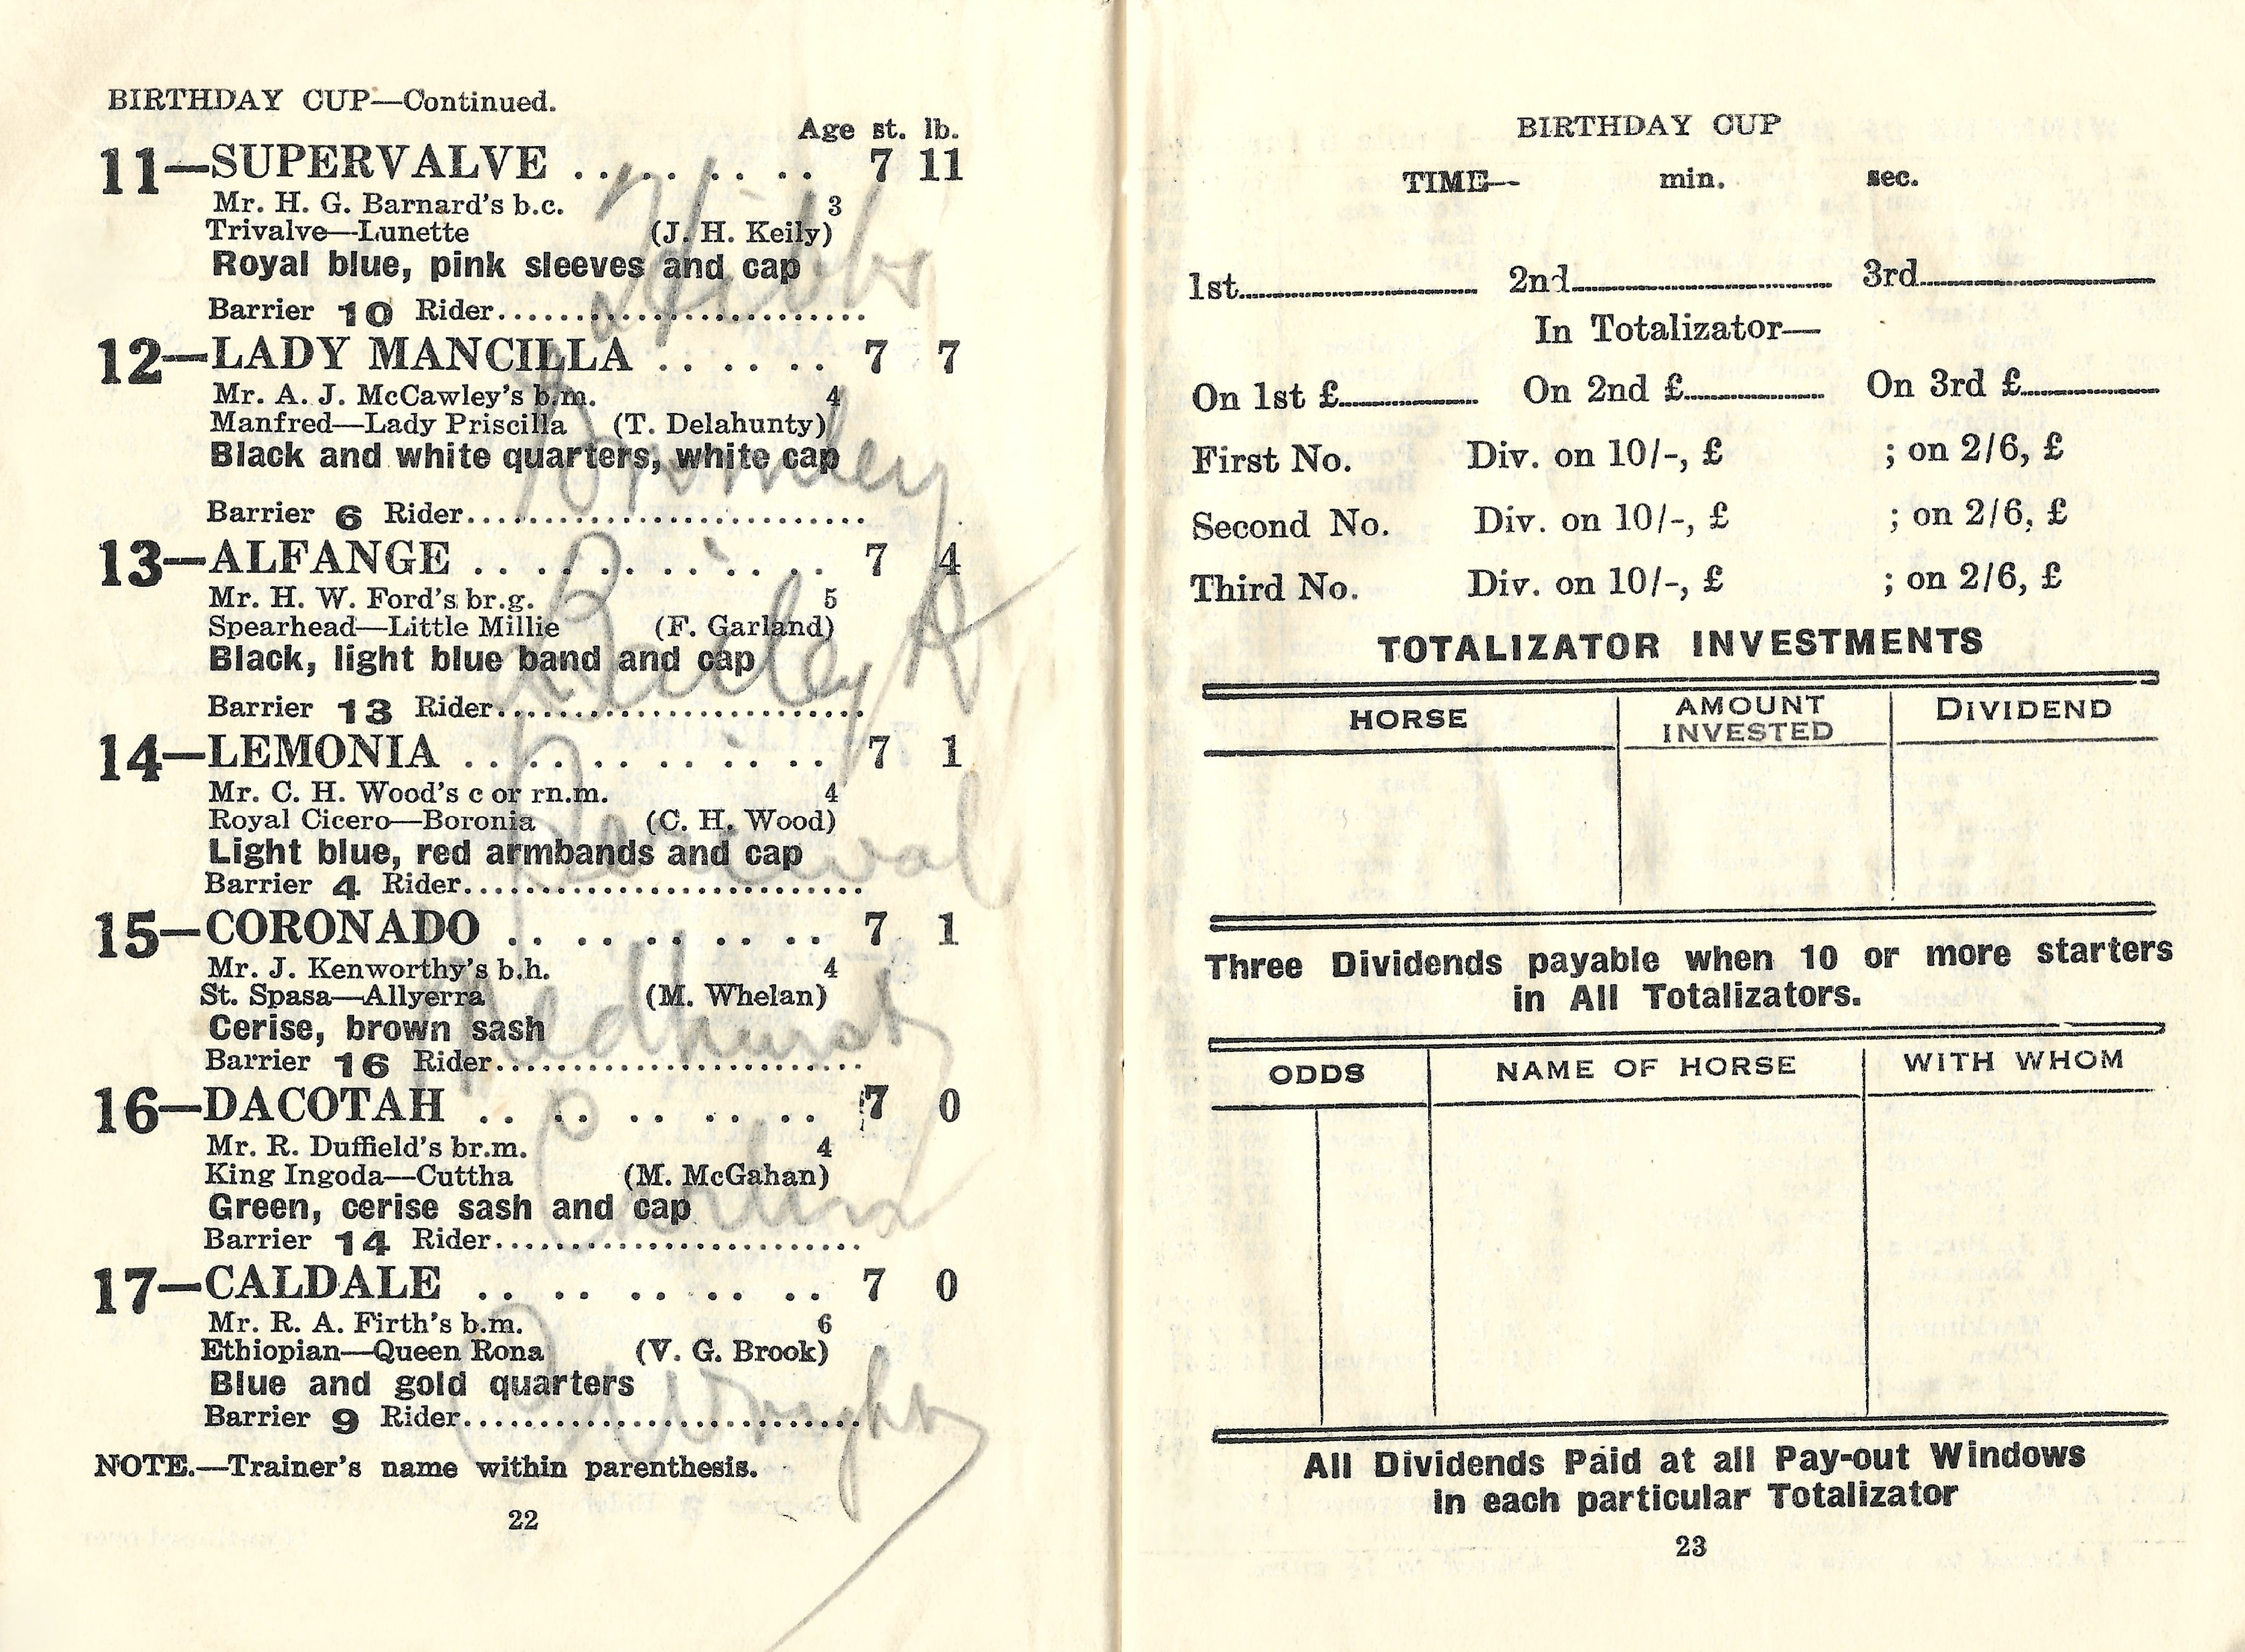 BIRTHDAY CUP—Continued.
Age st. lb.
11—SUPERVALVE .. .. .. .. .. 7 11
Mr. H. G. Barnard's b.c. 3
Trivalve—Lunette (J. H. Keily)
Royal blue, pink sleeves and cap
Hibbs
Barrier 10 Rider..............................
12—LADY MANCILLA .. .. .. 7 7
Mr. A. J. McCawley's b.m. 4
Manfred—Lady Priscilla (T. Delahunty)
Black and white quarters, white cap
Barrier 6 Rider..............................
13—ALFANGE .. .. .. .. .. .. 7 4
Mr. H. W. Ford's br.g. 5
Spearhead—Little Millie (F. Garland)
Black, light blue band and cap
Barrier 13 Rider..............................
14—LEMONIA .. .. .. .. .. .. 7 1
Mr. C. H. Wood's c or rn.m. 4
Royal Cicero—Boronia (C. H. Wood)
Light blue, red armbands and cap
Percival
Barrier 4 Rider..............................
15—CORONADO .. .. .. .. .. 7 1
Mr. J. Kenworthy's b.h. 4
St. Spasa—Allyerra (M. Whelan)
Cerise, brown sash
Medhurst
Barrier 16 Rider..............................
16—DACOTAH .. .. .. .. .. 7 0
Mr. R. Duffield's br.m. 4
King Ingoda—Cuttha (M. McGahan)
Green, cerise sash and cap
Barrier 14 Rider..............................
17—CALDALE .. .. .. .. .. 7 0
Mr. R. A. Firth's b.m. 6
Ethiopian—Queen Rona (V. G. Brook)
Blue and gold quarters
Wright
Barrier 9 Rider..............................
NOTE.—Trainer's name within parenthesis.
22
BIRTHDAY CUP
TIME— min. sec.
1st.................... 2nd.................... 3rd....................
In Totalizator—
On 1st £............ On 2nd £............ On 3rd £............
First No. Div. on 10/-, £ ; on 2/6, £
Second No. Div. on 10/-, £ ; on 2/6, £
Third No. Div. on 10/-, £ ; on 2/6, £
TOTALIZATOR INVESTMENTS
HORSE AMOUNT INVESTED DIVIDEND
Three Dividends payable when 10 or more starters
in All Totalizators.
ODDS NAME OF HORSE WITH WHOM
All Dividends Paid at all Pay-out Windows
in each particular Totalizator
23